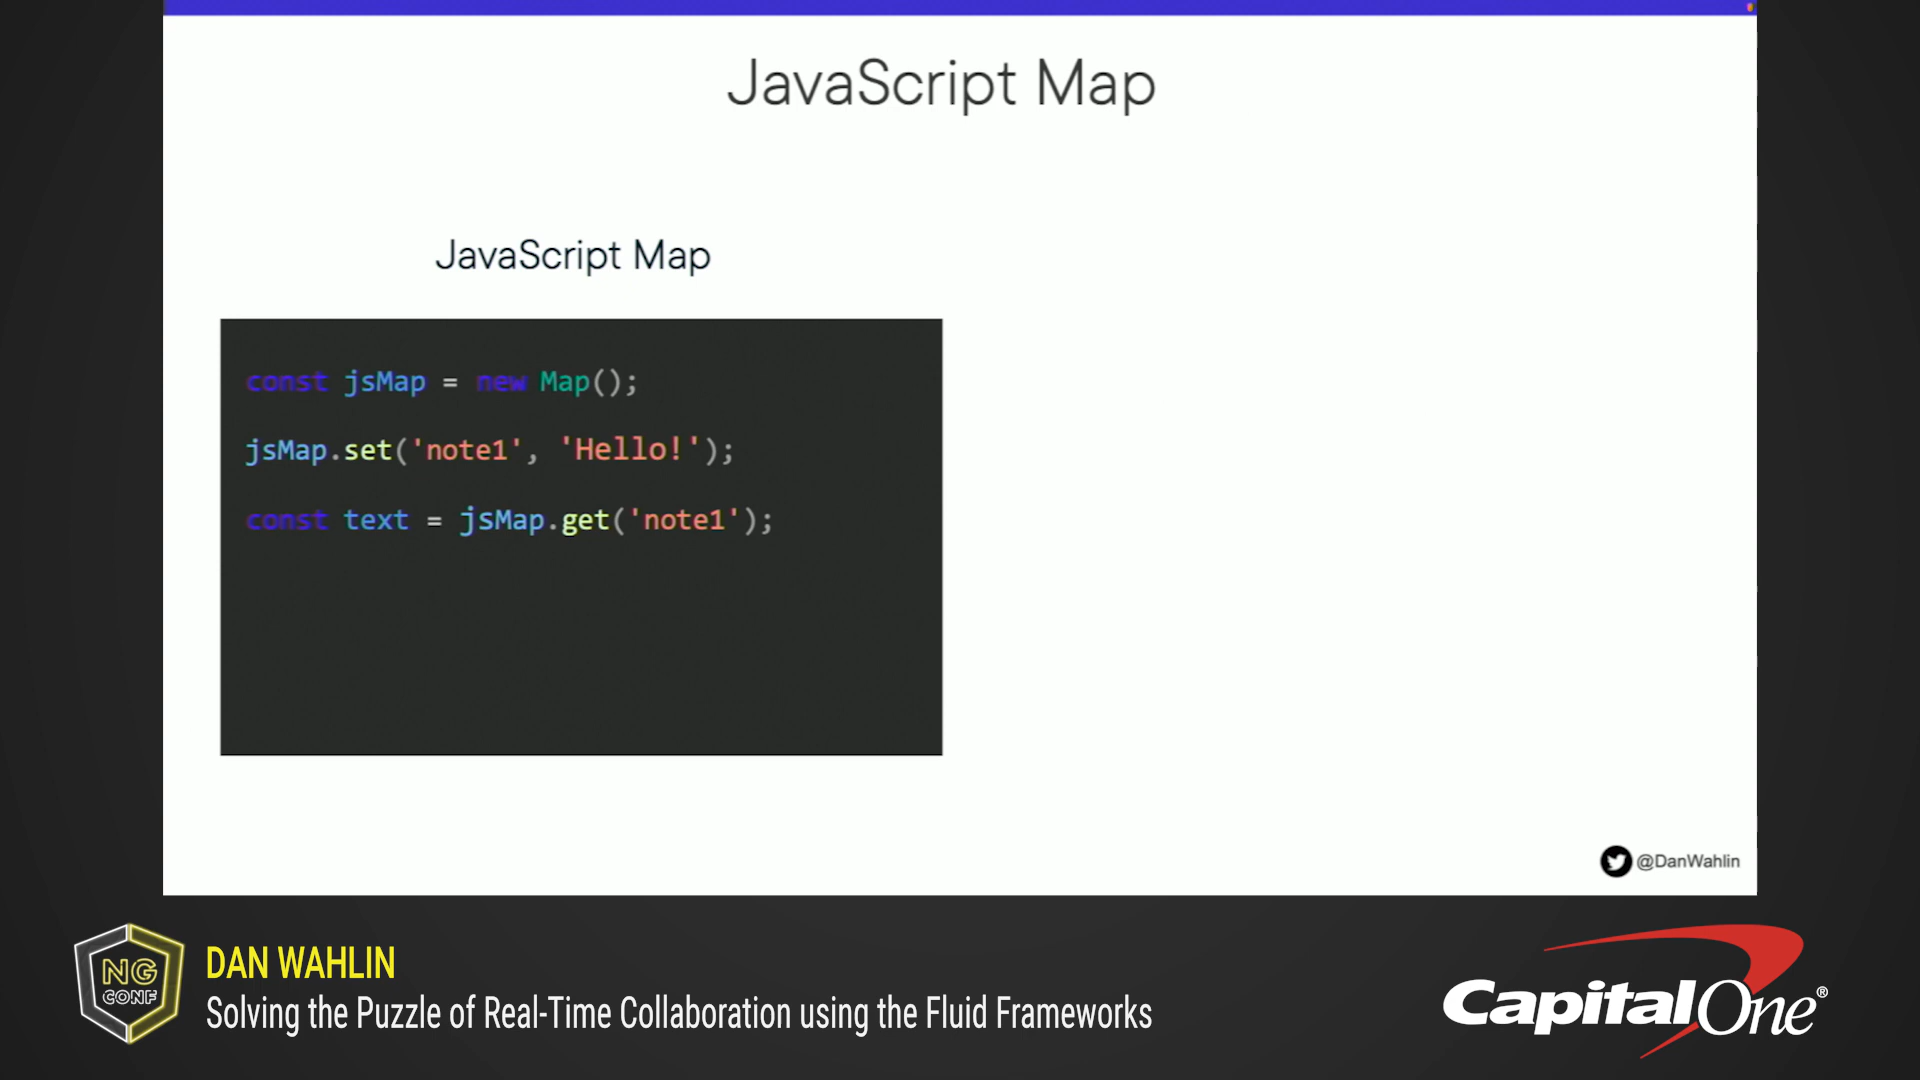 JavaScript Map
JavaScript Map
const jsMap = new Map();
jsMap.set('note1', 'Hello!');
const text = jsMap.get('note1');
@DanWahlin
NG
CONF
DAN WAHLIN
Solving the Puzzle of Real-Time Collaboration using the Fluid Frameworks
CapitalOne®